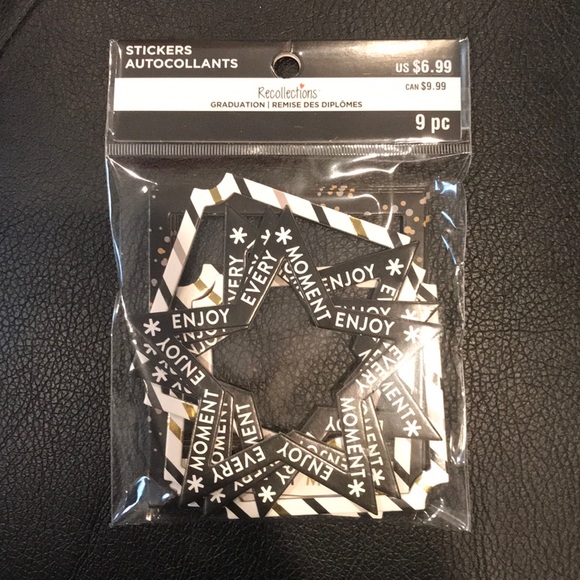 STICKERS
AUTOCOLLANTS
US $6.99
CAN $9.99
Recollections
GRADUATION | REMISE DES DIPLÔMES
9 pc
ENJOY
EVERY
MOMENT
ENJOY
EVERY
MOMENT
ENJOY
EVERY
MOMENT
ENJOY
EVERY
MOMENT
ENJOY